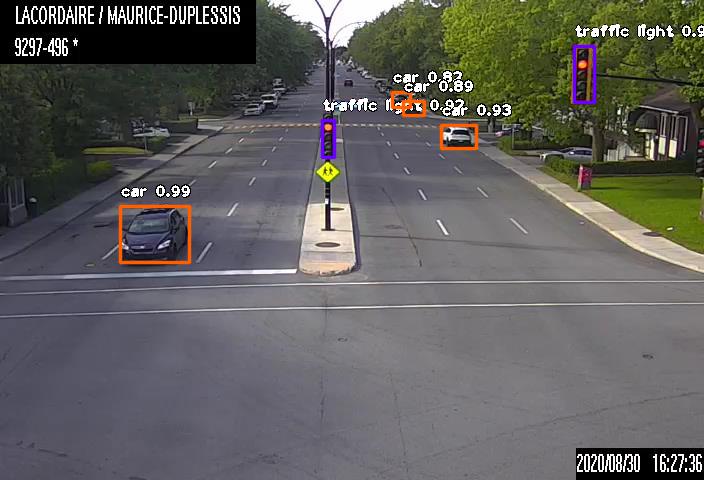 LACORDAIRE / MAURICE-DUPLESSIS
9297-496 *
traffic light 0.9
car 0.82
car 0.89
traffic light 0.92
car 0.93
car 0.99
2020/08/30 16:27:36